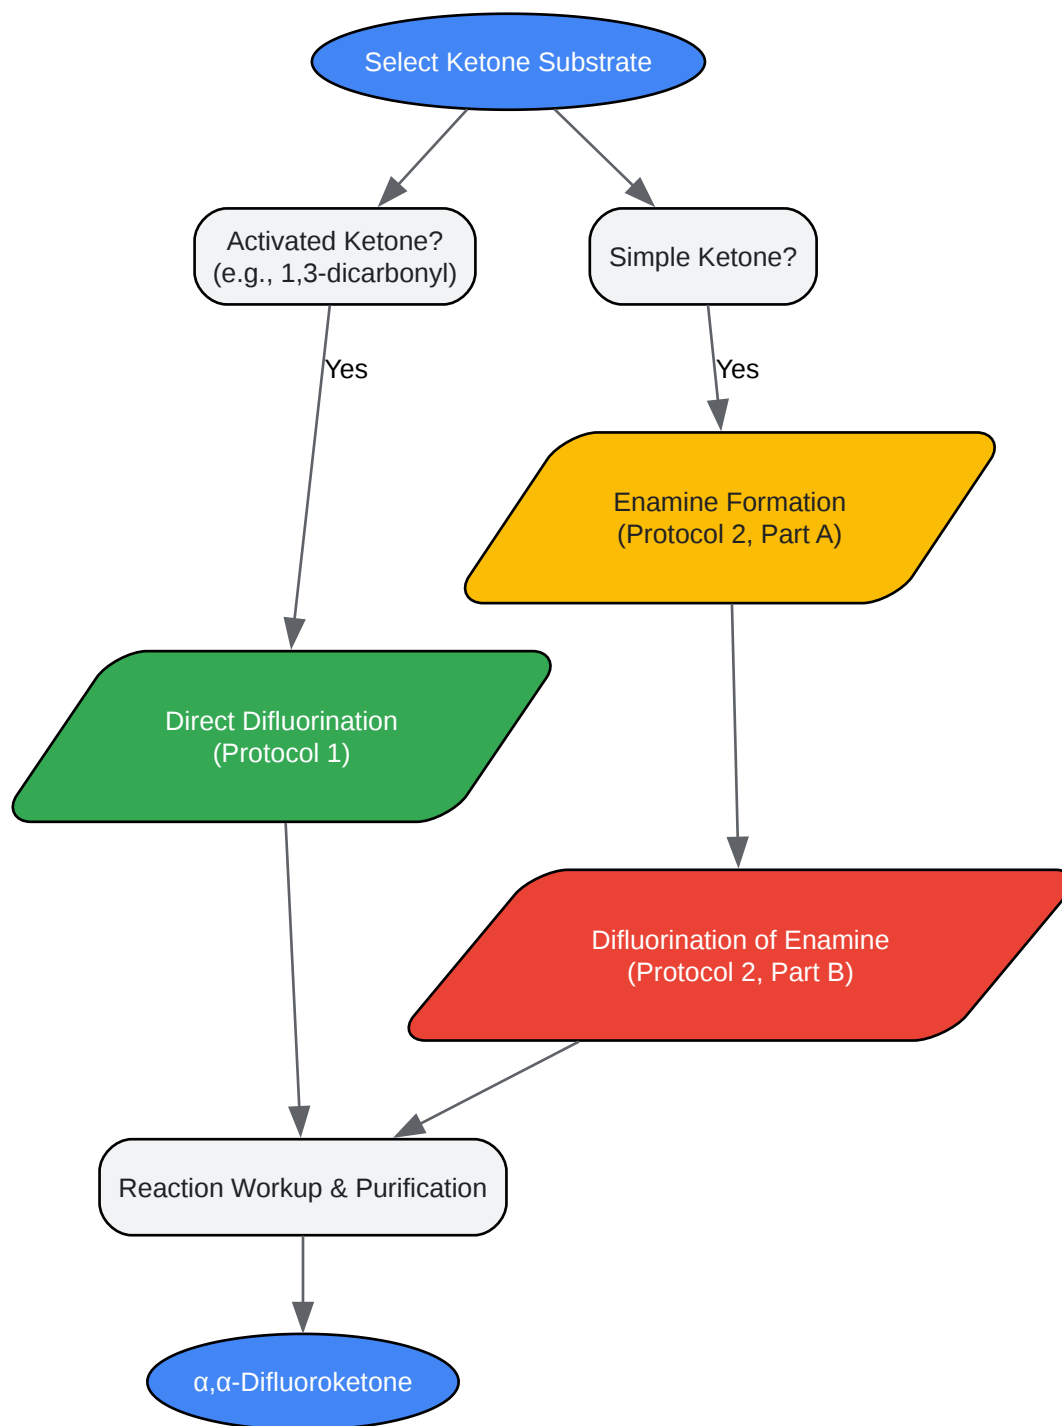 Select Ketone Substrate
Activated Ketone?
(e.g., 1,3-dicarbonyl)
Simple Ketone?
Yes
Yes
Enamine Formation
(Protocol 2, Part A)
Direct Difluorination
(Protocol 1)
Difluorination of Enamine
(Protocol 2, Part B)
Reaction Workup & Purification
α,α-Difluoroketone